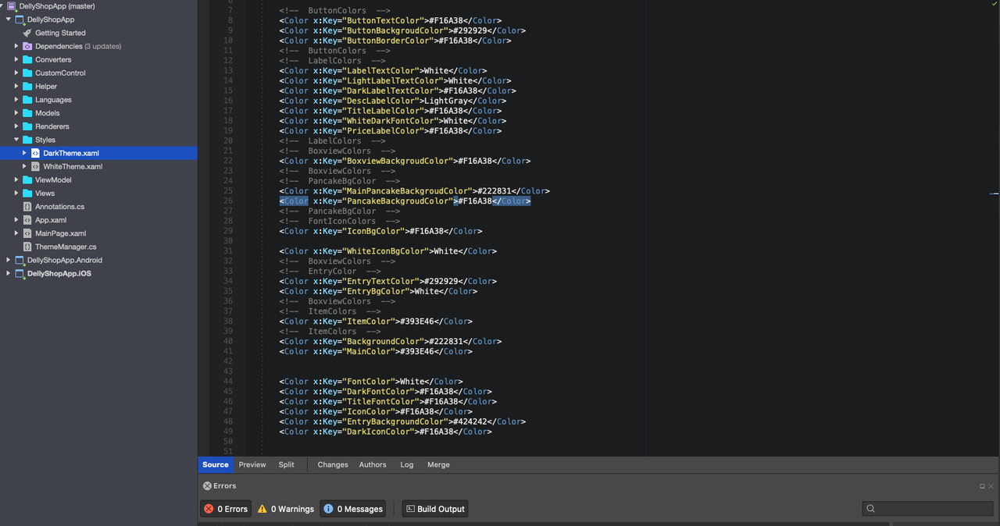 DellyShopApp (master)
DellyShopApp
Getting Started
Dependencies (3 updates)
Converters
CustomControl
Helper
Languages
Models
Renderers
Styles
DarkTheme.xaml
WhiteTheme.xaml
ViewModel
Views
Annotations.cs
App.xaml
MainPage.xaml
ThemeManager.cs
DellyShopApp.Android
DellyShopApp.iOS
7 <!-- ButtonColors -->
8 <Color x:Key="ButtonTextColor">#F16A38</Color>
9 <Color x:Key="ButtonBackgroudColor">#292929</Color>
10 <Color x:Key="ButtonBorderColor">#F16A38</Color>
11 <!-- ButtonColors -->
12 <!-- LabelColors -->
13 <Color x:Key="LabelTextColor">White</Color>
14 <Color x:Key="LightLabelTextColor">White</Color>
15 <Color x:Key="DarkLabelTextColor">#F16A38</Color>
16 <Color x:Key="DescLabelColor">LightGray</Color>
17 <Color x:Key="TitleLabelColor">#F16A38</Color>
18 <Color x:Key="WhiteDarkFontColor">White</Color>
19 <Color x:Key="PriceLabelColor">#F16A38</Color>
20 <!-- LabelColors -->
21 <!-- BoxviewColors -->
22 <Color x:Key="BoxviewBackgroudColor">#F16A38</Color>
23 <!-- BoxviewColors -->
24 <!-- PancakeBgColor -->
25 <Color x:Key="MainPancakeBackgroudColor">#222831</Color>
26 <Color x:Key="PancakeBackgroudColor">#F16A38</Color>
27 <!-- PancakeBgColor -->
28 <!-- FontIconColors -->
29 <Color x:Key="IconBgColor">#F16A38</Color>
30
31 <Color x:Key="WhiteIconBgColor">White</Color>
32 <!-- BoxviewColors -->
33 <!-- EntryColor -->
34 <Color x:Key="EntryTextColor">#292929</Color>
35 <Color x:Key="EntryBgColor">White</Color>
36 <!-- BoxviewColors -->
37 <!-- ItemColors -->
38 <Color x:Key="ItemColor">#393E46</Color>
39 <!-- ItemColors -->
40 <Color x:Key="BackgroundColor">#222831</Color>
41 <Color x:Key="MainColor">#393E46</Color>
42
43
44 <Color x:Key="FontColor">White</Color>
45 <Color x:Key="DarkFontColor">#F16A38</Color>
46 <Color x:Key="TitleFontColor">#F16A38</Color>
47 <Color x:Key="IconColor">#F16A38</Color>
48 <Color x:Key="EntryBackgroundColor">#424242</Color>
49 <Color x:Key="DarkIconColor">#F16A38</Color>
50
51
Source Preview Split Changes Authors Log Merge
Errors
0 Errors 0 Warnings 0 Messages Build Output